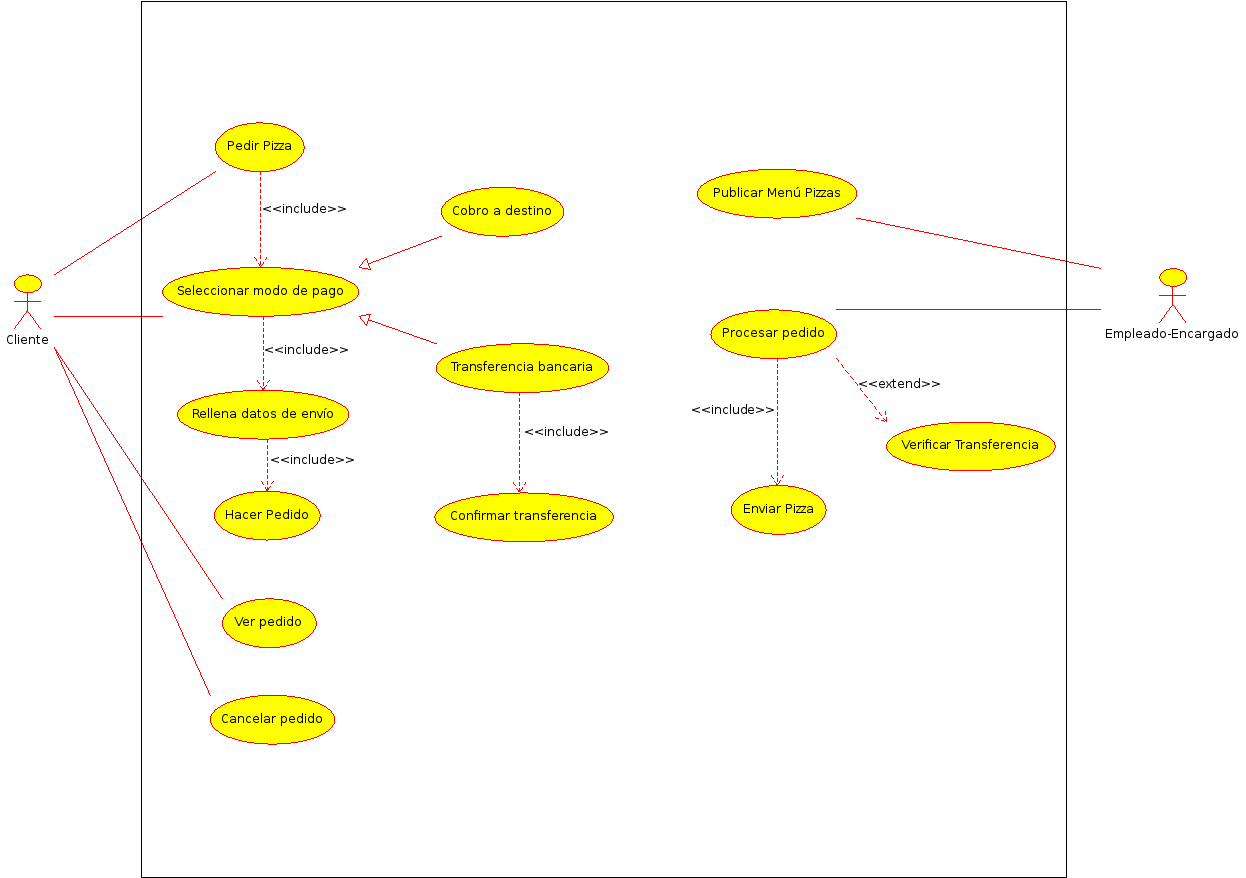 Pedir Pizza
<<include>>
Cobro a destino
Publicar Menú Pizzas
Seleccionar modo de pago
Cliente
Empleado-Encargado
Procesar pedido
<<include>>
Transferencia bancaria
<<extend>>
<<include>>
Rellena datos de envío
<<include>>
Verificar Transferencia
<<include>>
Hacer Pedido
Confirmar transferencia
Enviar Pizza
Ver pedido
Cancelar pedido